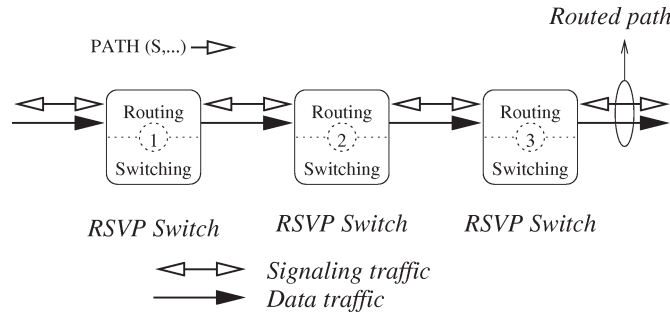 Routed path
PATH (S,...)
Routing
1
Switching
Routing
2
Switching
Routing
3
Switching
RSVP Switch
RSVP Switch
RSVP Switch
Signaling traffic
Data traffic